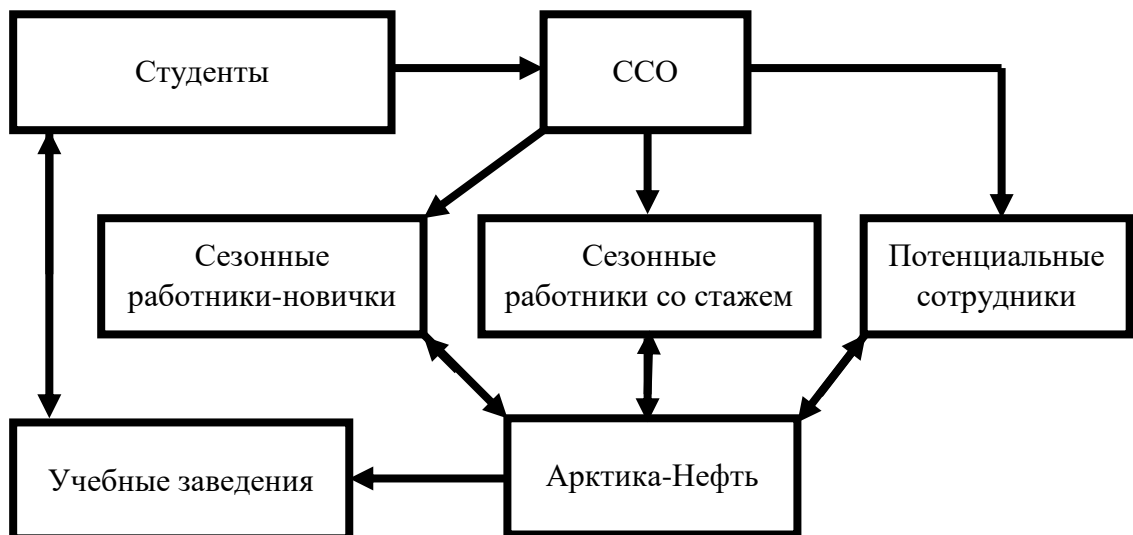 Студенты
ССО
Сезонные
работники-новички
Сезонные
работники со стажем
Потенциальные
сотрудники
Учебные заведения
Арктика-Нефть